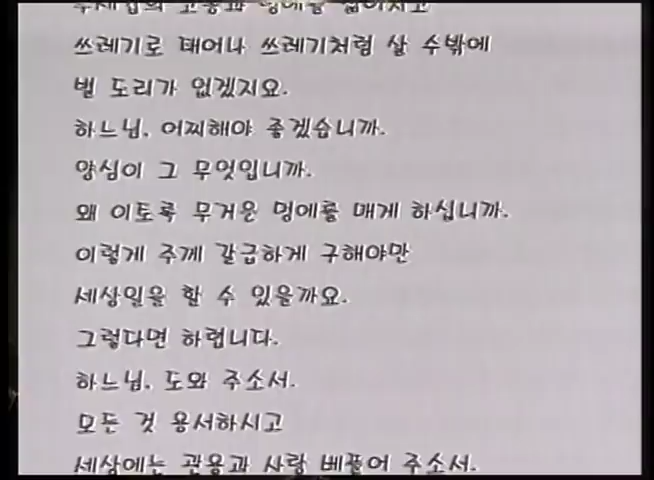 쓰레기로 태어나 쓰레기처럼 살 수밖에
별 도리가 없겠지요.
하느님, 어찌해야 좋겠습니까.
양심이 그 무엇입니까.
왜 이토록 무거운 멍에를 매게 하십니까.
이렇게 주께 갈급하게 구해야만
세상일을 할 수 있을까요.
그렇다면 하렵니다.
하느님, 도와 주소서.
모든 것 용서하시고
세상에는 관용과 사랑 베풀어 주소서.